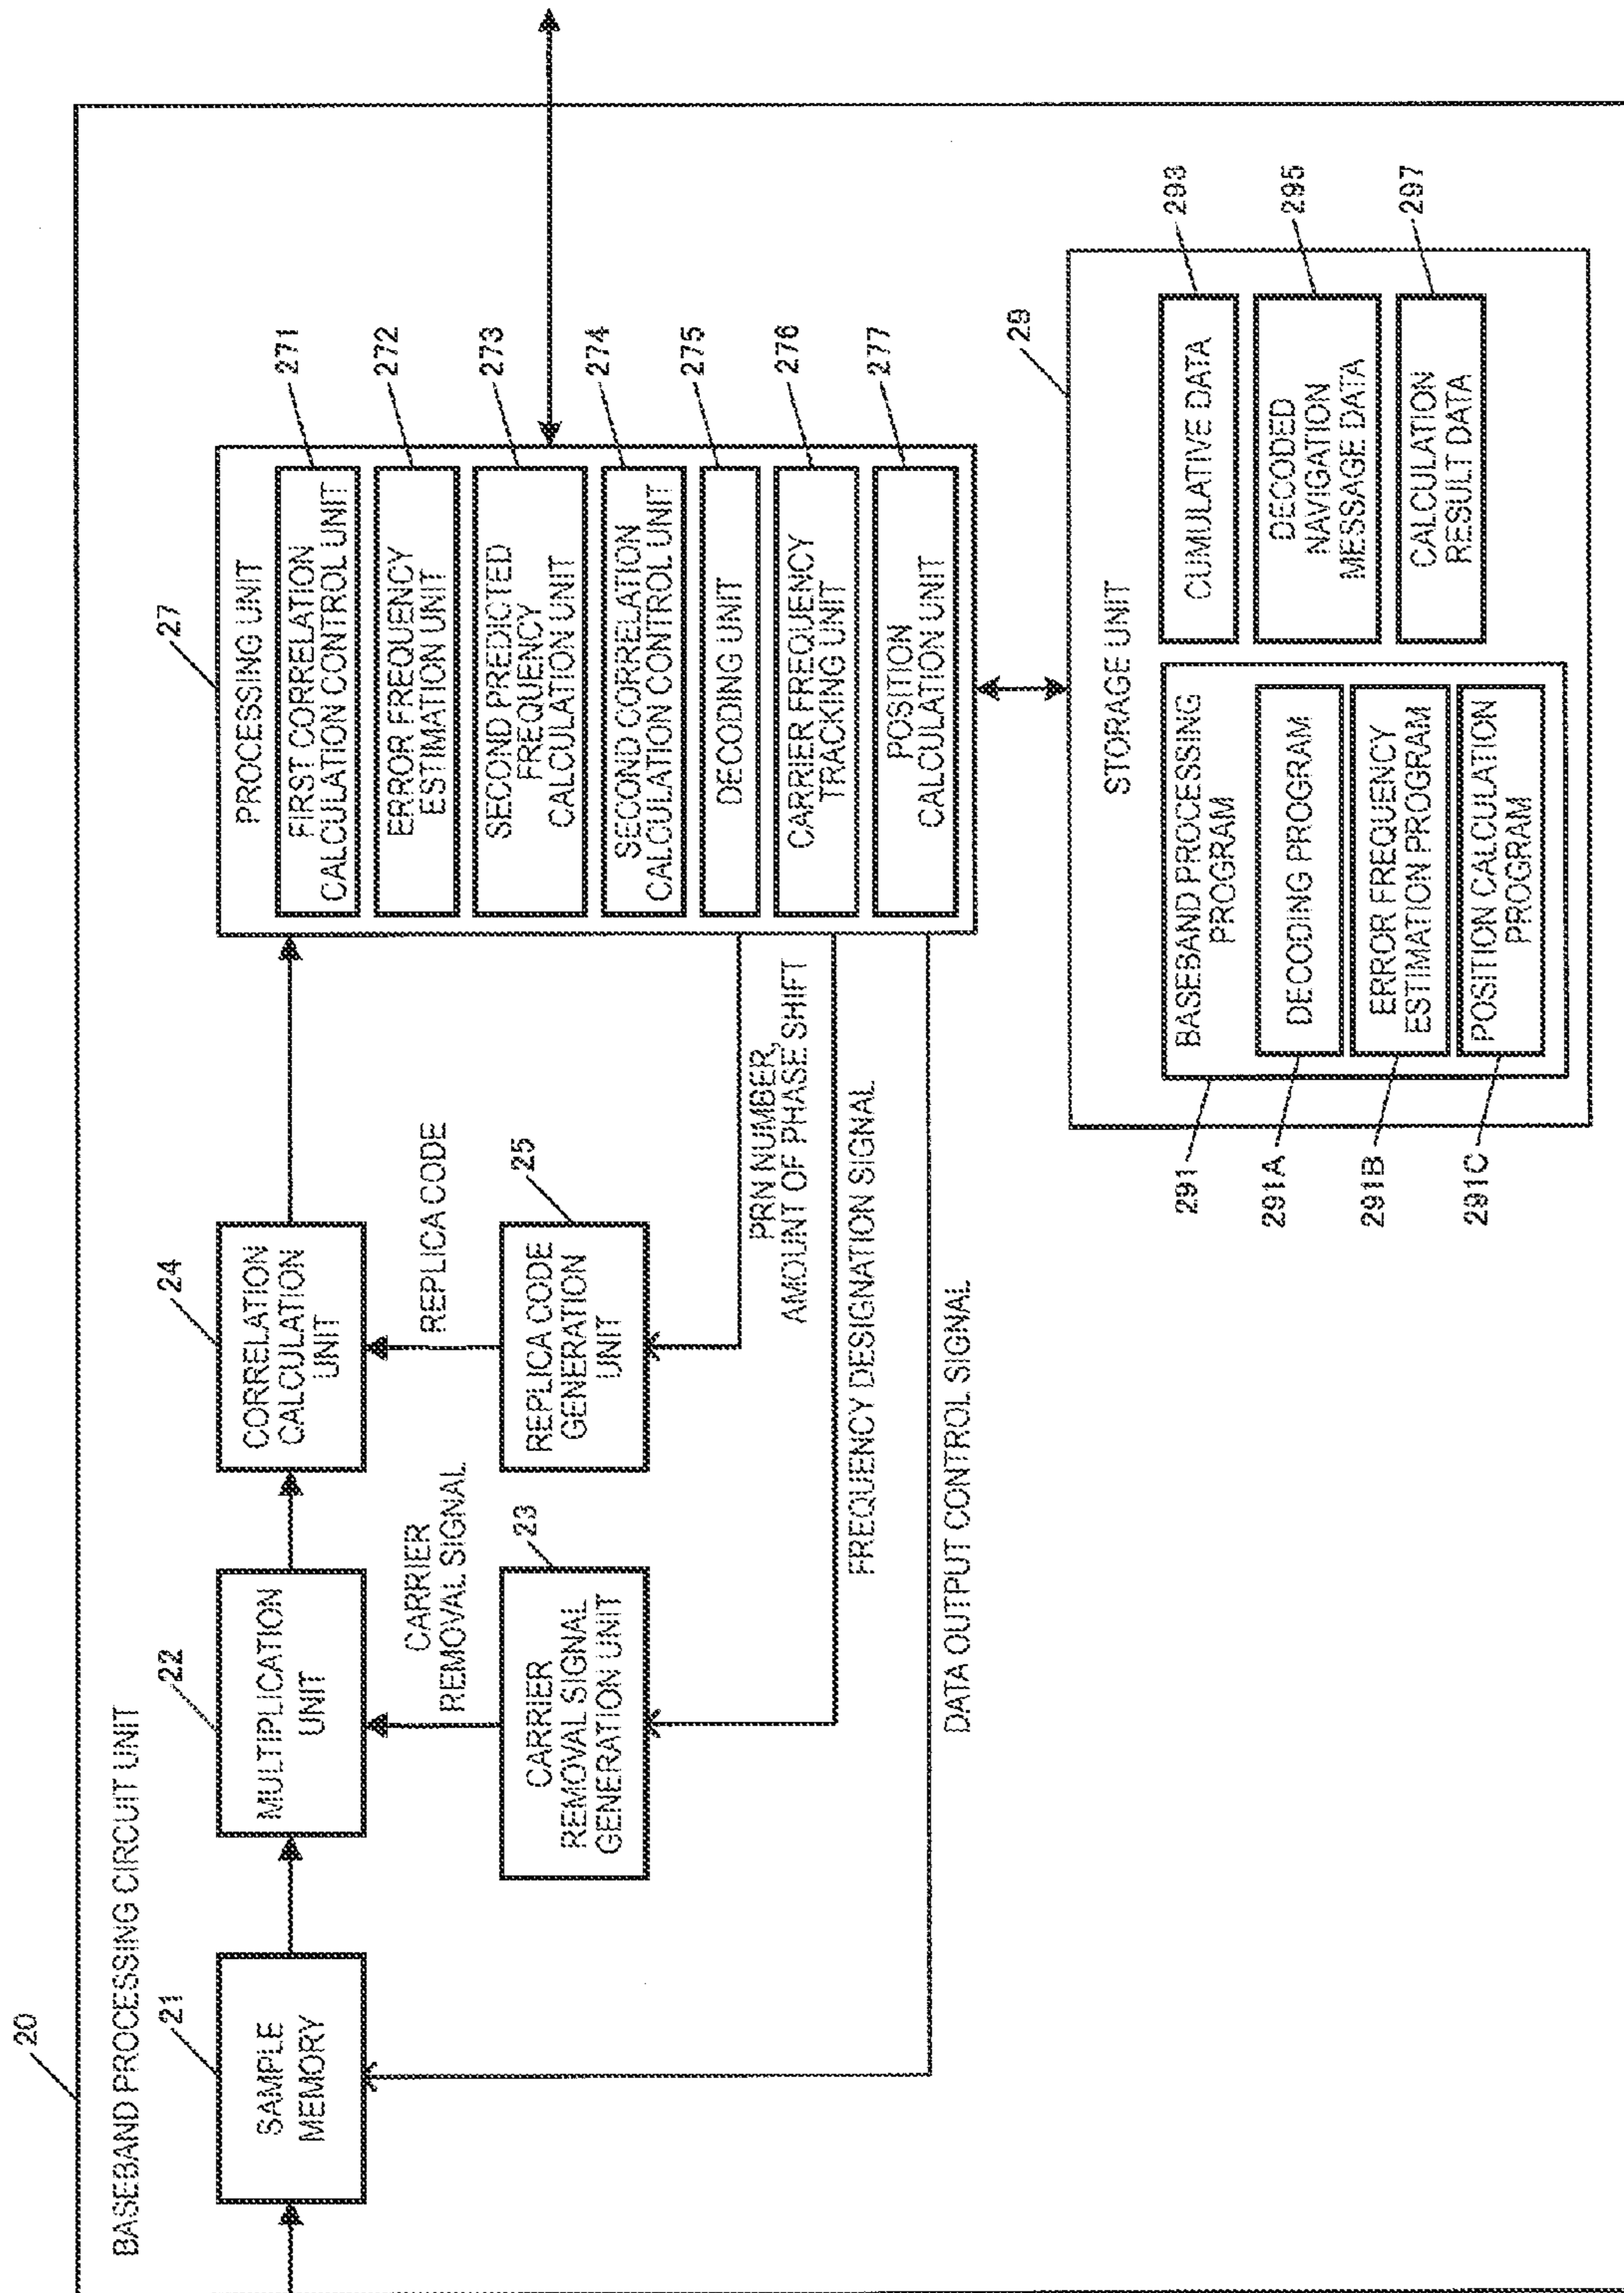 20
BASEBAND PROCESSING CIRCUIT UNIT
21
SAMPLE
MEMORY
22
MULTIPLICATION
UNIT
24
CORRELATION
CALCULATION
UNIT
CARRIER
REMOVAL SIGNAL
REPLICA CODE
23
CARRIER
REMOVAL SIGNAL
GENERATION UNIT
25
REPLICA CODE
GENERATION
UNIT
PRN NUMBER,
AMOUNT OF PHASE SHIFT
FREQUENCY DESIGNATION SIGNAL
DATA OUTPUT CONTROL SIGNAL
27
PROCESSING UNIT
FIRST CORRELATION
CALCULATION CONTROL UNIT
271
ERROR FREQUENCY
ESTIMATION UNIT
272
SECOND PREDICTED
FREQUENCY
CALCULATION UNIT
273
SECOND CORRELATION
CALCULATION CONTROL UNIT
274
DECODING UNIT
275
CARRIER FREQUENCY
TRACKING UNIT
276
POSITION
CALCULATION UNIT
277
29
STORAGE UNIT
291
BASEBAND PROCESSING
PROGRAM
291A
DECODING PROGRAM
291B
ERROR FREQUENCY
ESTIMATION PROGRAM
291C
POSITION CALCULATION
PROGRAM
CUMULATIVE DATA
293
DECODED
NAVIGATION
MESSAGE DATA
295
CALCULATION
RESULT DATA
297